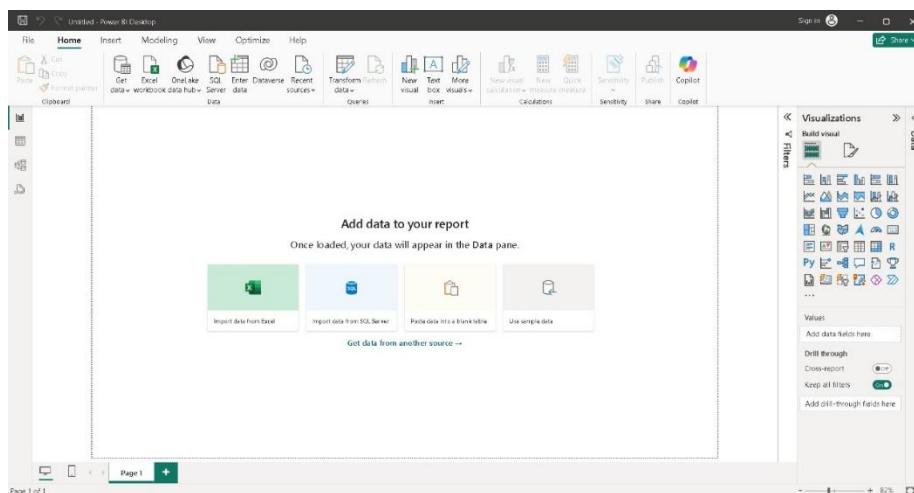 Untitled - Power BI Desktop
Sign in
File Home Insert Modeling View Optimize Help
Share
Paste
Cut
Copy
Format painter
Clipboard
Get data
Excel workbook
OneLake data hub
SQL Server
Enter data
Dataverse
Recent sources
Data
Transform data
Refresh
Queries
New visual
Text box
More visuals
Insert
New visual calculation
New measure
Quick measure
Calculations
Sensitivity
Sensitivity
Publish
Share
Copilot
Copilot
Add data to your report
Once loaded, your data will appear in the Data pane.
Import data from Excel
Import data from SQL Server
Paste data into a blank table
Use sample data
Get data from another source →
Filters
Visualizations
Build visual
R
Py
123
...
Values
Add data fields here
Drill through
Cross-report
Off
Keep all filters
On
Add drill-through fields here
Data
Page 1
Page 1 of 1
82%